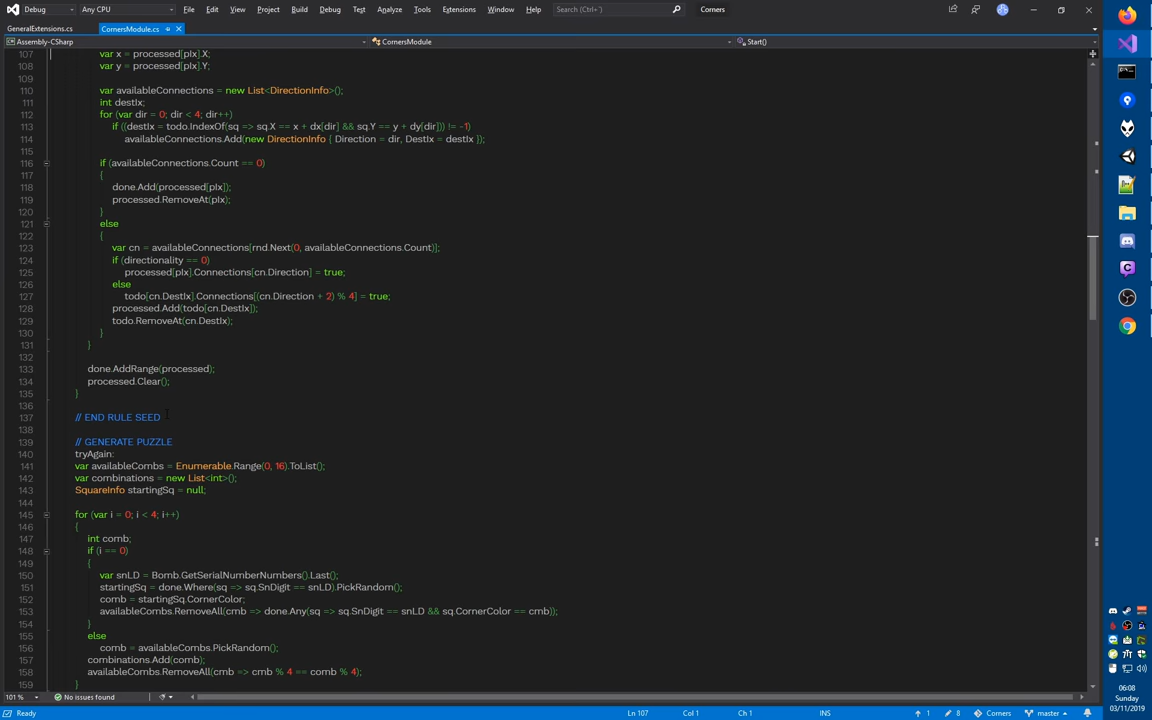 Debug Any CPU File Edit View Project Build Debug Test Analyze Tools Extensions Window Help Search (Ctrl+') Corners
GeneralExtensions.cs CornersModule.cs
Assembly-CSharp CornersModule Start()
107 var x = processed[pIx].X;
108 var y = processed[pIx].Y;
109
110 var availableConnections = new List<DirectionInfo>();
111 int destIx;
112 for (var dir = 0; dir < 4; dir++)
113 if ((destIx = todo.IndexOf(sq => sq.X == x + dx[dir] && sq.Y == y + dy[dir])) != -1)
114 availableConnections.Add(new DirectionInfo { Direction = dir, DestIx = destIx });
115
116 if (availableConnections.Count == 0)
117 {
118 done.Add(processed[pIx]);
119 processed.RemoveAt(pIx);
120 }
121 else
122 {
123 var cn = availableConnections[rnd.Next(0, availableConnections.Count)];
124 if (directionality == 0)
125 processed[pIx].Connections[cn.Direction] = true;
126 else
127 todo[cn.DestIx].Connections[(cn.Direction + 2) % 4] = true;
128 processed.Add(todo[cn.DestIx]);
129 todo.RemoveAt(cn.DestIx);
130 }
131 }
132
133 done.AddRange(processed);
134 processed.Clear();
135 }
136
137 // END RULE SEED
138
139 // GENERATE PUZZLE
140 tryAgain:
141 var availableCombs = Enumerable.Range(0, 16).ToList();
142 var combinations = new List<int>();
143 SquareInfo startingSq = null;
144
145 for (var i = 0; i < 4; i++)
146 {
147 int comb;
148 if (i == 0)
149 {
150 var snLD = Bomb.GetSerialNumberNumbers().Last();
151 startingSq = done.Where(sq => sq.SnDigit == snLD).PickRandom();
152 comb = startingSq.CornerColor;
153 availableCombs.RemoveAll(cmb => done.Any(sq => sq.SnDigit == snLD && sq.CornerColor == cmb));
154 }
155 else
156 comb = availableCombs.PickRandom();
157 combinations.Add(comb);
158 availableCombs.RemoveAll(cmb => cmb % 4 == comb % 4);
159 }
101 % No issues found
Ready Ln 107 Col 1 Ch 1 INS 1 8 Corners master
06:08
Sunday
03/11/2019